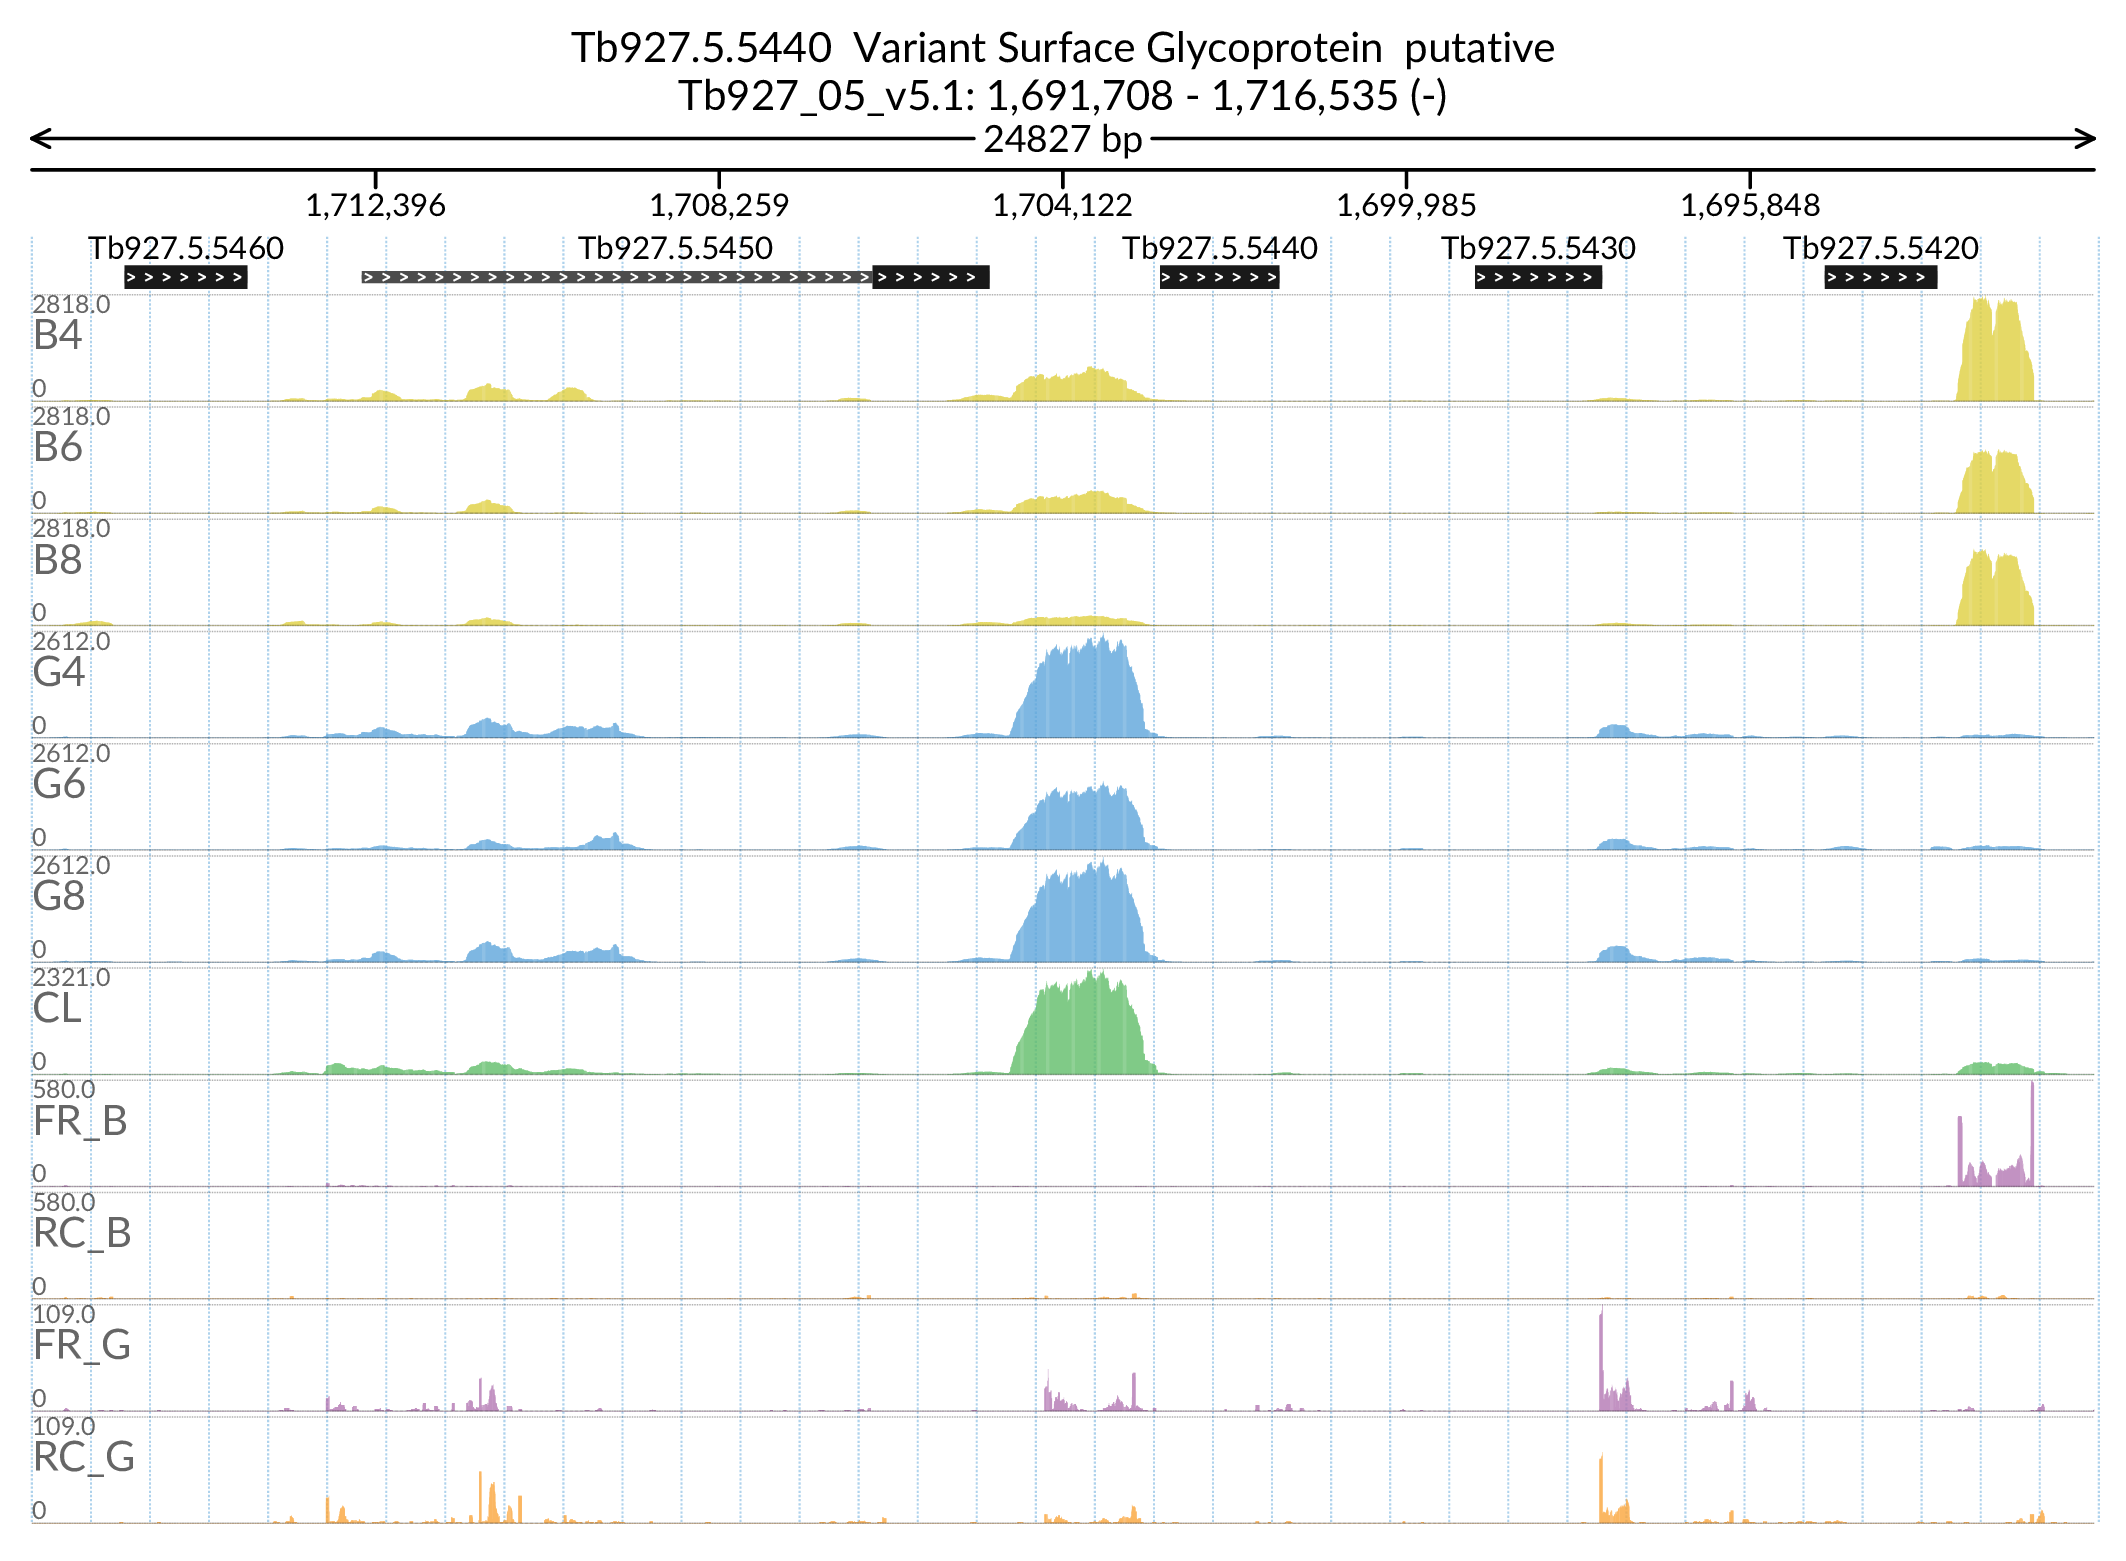 Tb927.5.5440 Variant Surface Glycoprotein putative
Tb927_05_v5.1: 1,691,708 - 1,716,535 (-)
24827 bp
1,712,396 1,708,259 1,704,122 1,699,985 1,695,848
Tb927.5.5460 Tb927.5.5450 Tb927.5.5440 Tb927.5.5430 Tb927.5.5420
2818.0
B4
0
2818.0
B6
0
2818.0
B8
0
2612.0
G4
0
2612.0
G6
0
2612.0
G8
0
2321.0
CL
0
580.0
FR_B
0
580.0
RC_B
0
109.0
FR_G
0
109.0
RC_G
0